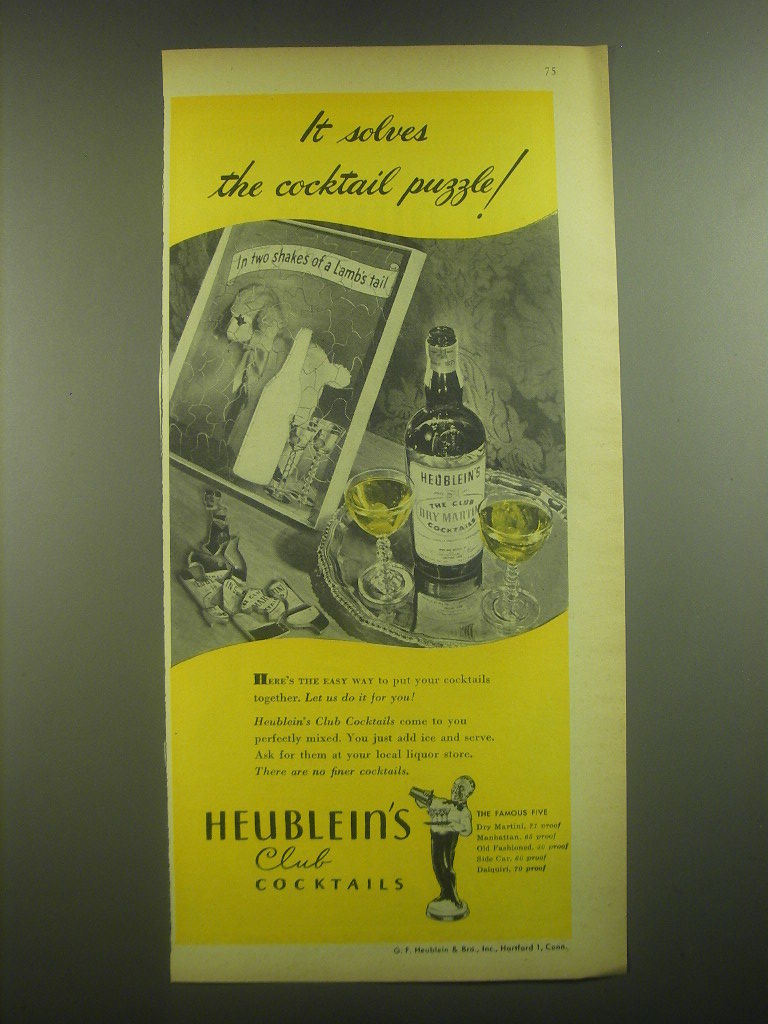 75
It solves
the cocktail puzzle!
In two shakes of a Lamb's tail
HEUBLEIN'S
THE CLUB
DRY MARTINI
COCKTAILS
HERE'S THE EASY WAY to put your cocktails
together. Let us do it for you!
Heublein's Club Cocktails come to you
perfectly mixed. You just add ice and serve.
Ask for them at your local liquor store.
There are no finer cocktails.
HEUBLEIN'S
Club
COCKTAILS
THE FAMOUS FIVE
Dry Martini, 71 proof
Manhattan, 65 proof
Old Fashioned, 80 proof
Side Car, 60 proof
Daiquiri, 70 proof
G. F. Heublein & Bro., Inc., Hartford 1, Conn.